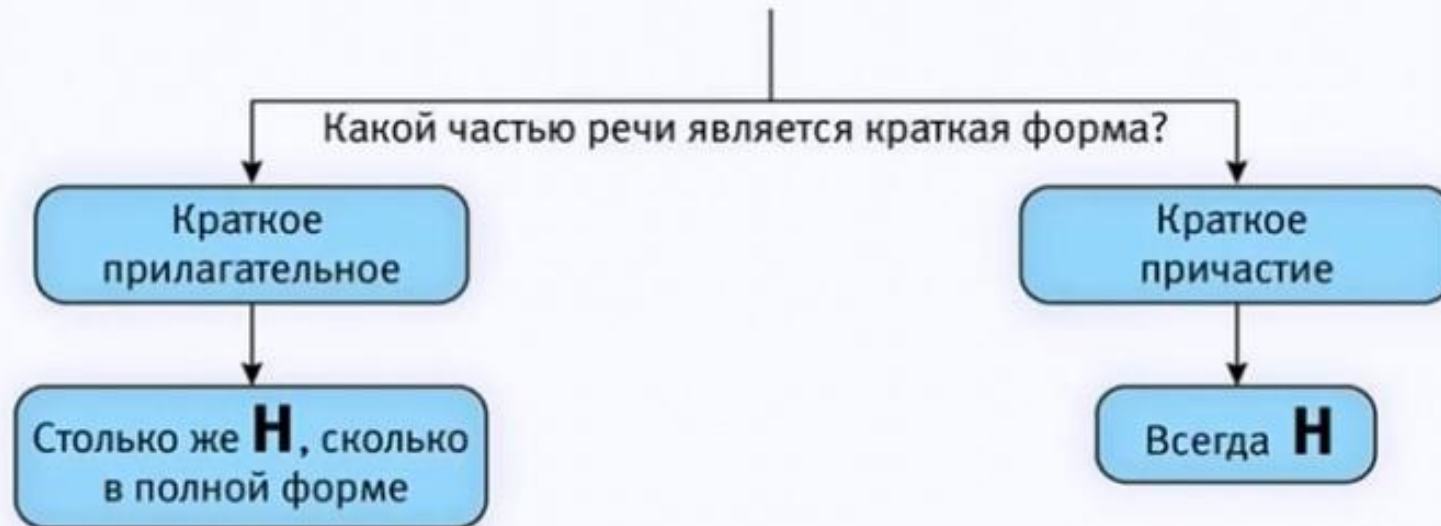 Какой частью речи является краткая форма?
Краткое
прилагательное
Краткое
причастие
Столько же Н, сколько
в полной форме
Всегда Н